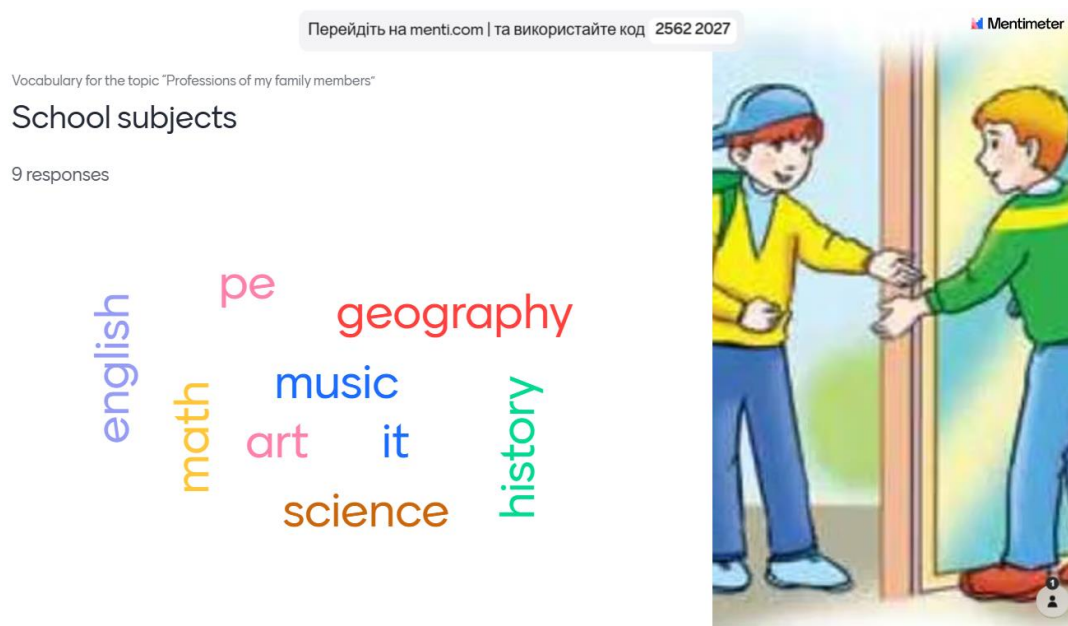 Перейдіть на menti.com | та використайте код 2562 2027
Mentimeter
Vocabulary for the topic "Professions of my family members"
School subjects
9 responses
pe
geography
english
music
math
art
it
history
science
1